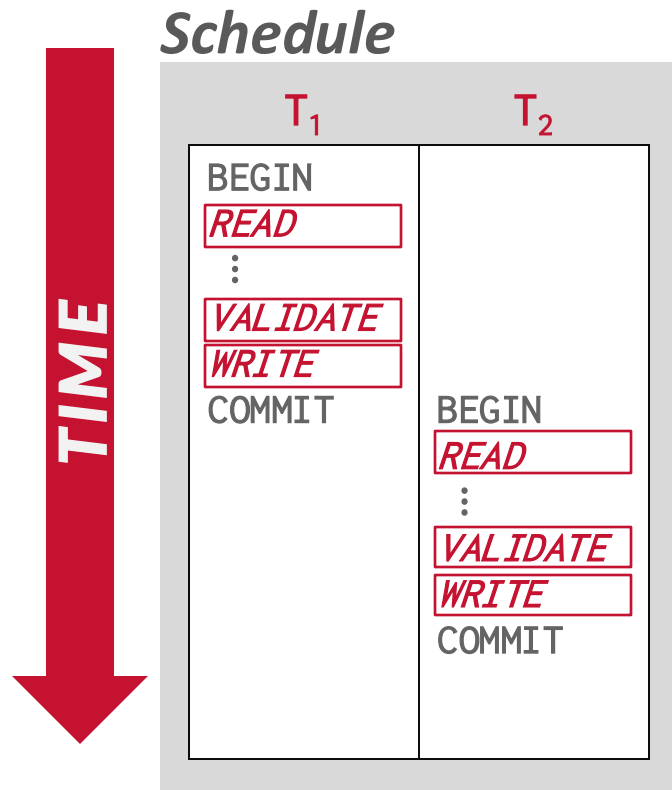 Schedule
TIME
T1 T2
BEGIN
READ
⋮
VALIDATE
WRITE
COMMIT BEGIN
READ
⋮
VALIDATE
WRITE
COMMIT